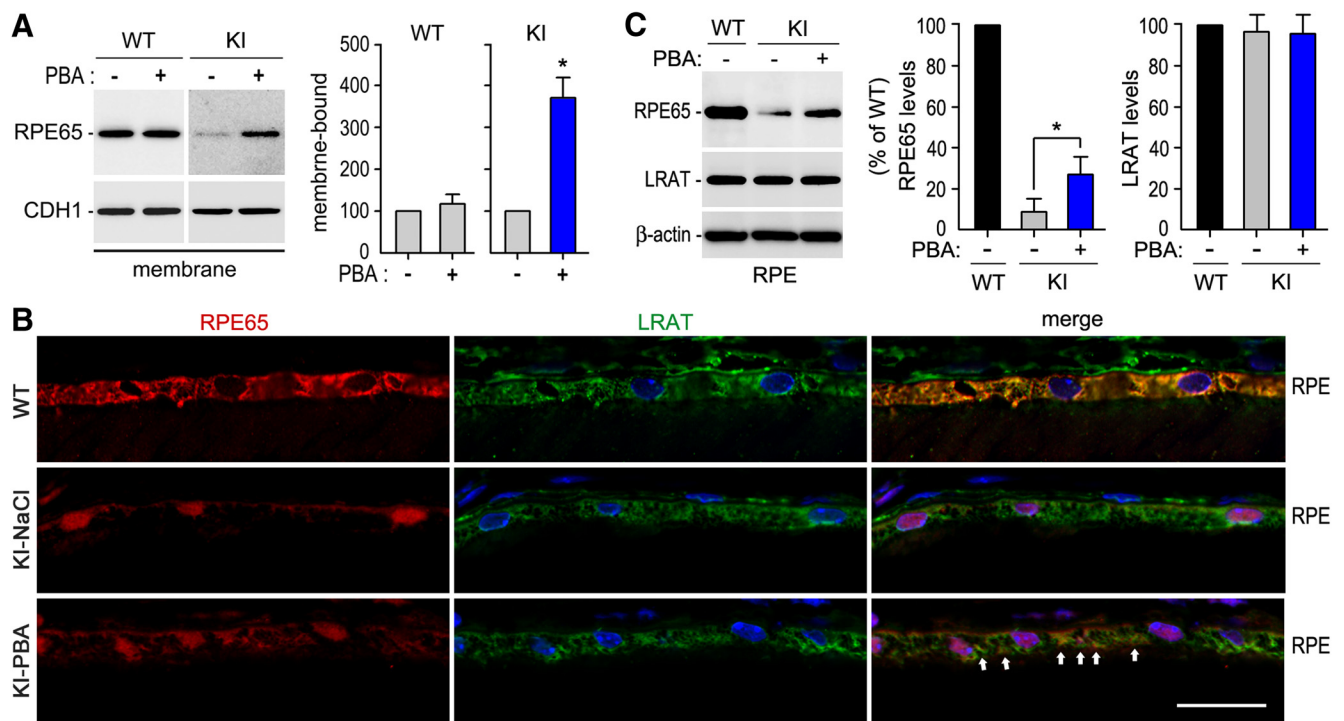 A
WT KI
PBA : - + - +
RPE65 -
CDH1 -
membrane
WT KI
500
400
300
200
100
0
membrne-bound
*
PBA : - + - +
C
WT KI
PBA: - - +
RPE65 -
LRAT -
β-actin -
RPE
100
80
60
40
20
0
(% of WT)
RPE65 levels
*
PBA: - - +
WT KI
100
80
60
40
20
0
LRAT levels
PBA: - - +
WT KI
B
RPE65 LRAT merge
WT RPE
KI-NaCl RPE
KI-PBA RPE